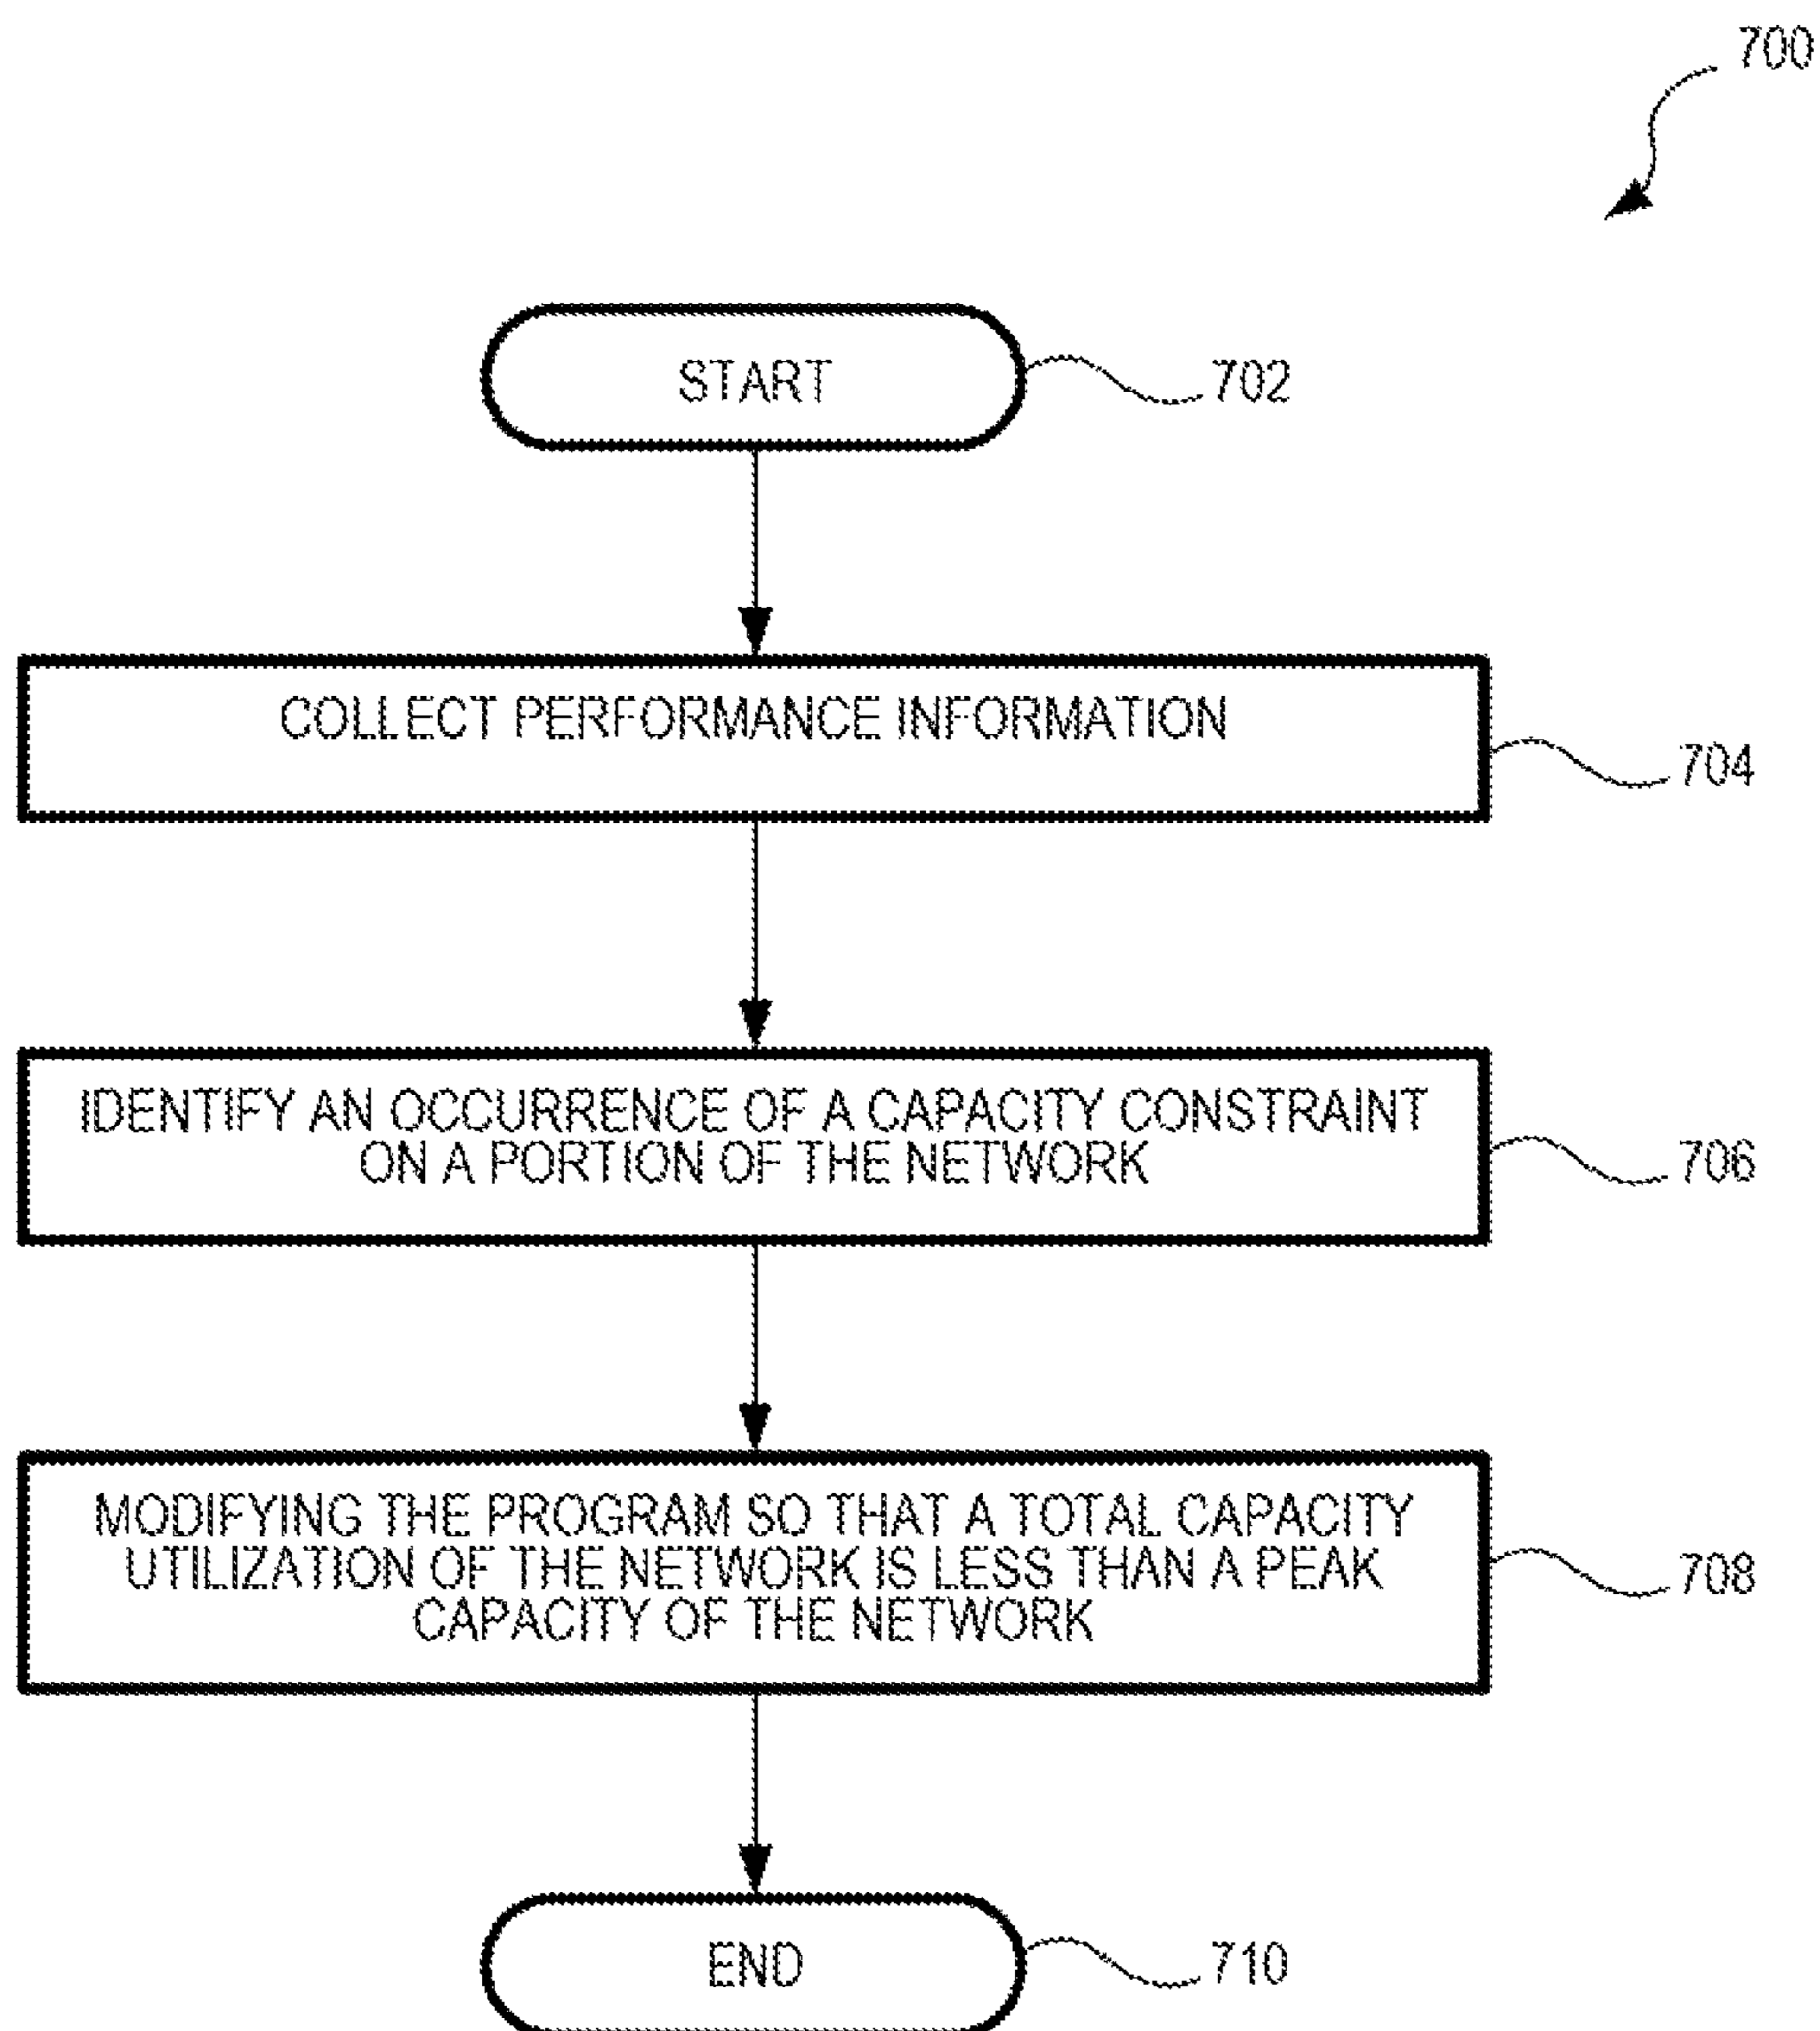 700
START
702
COLLECT PERFORMANCE INFORMATION
704
IDENTIFY AN OCCURRENCE OF A CAPACITY CONSTRAINT
ON A PORTION OF THE NETWORK
706
MODIFYING THE PROGRAM SO THAT A TOTAL CAPACITY
UTILIZATION OF THE NETWORK IS LESS THAN A PEAK
CAPACITY OF THE NETWORK
708
END
710